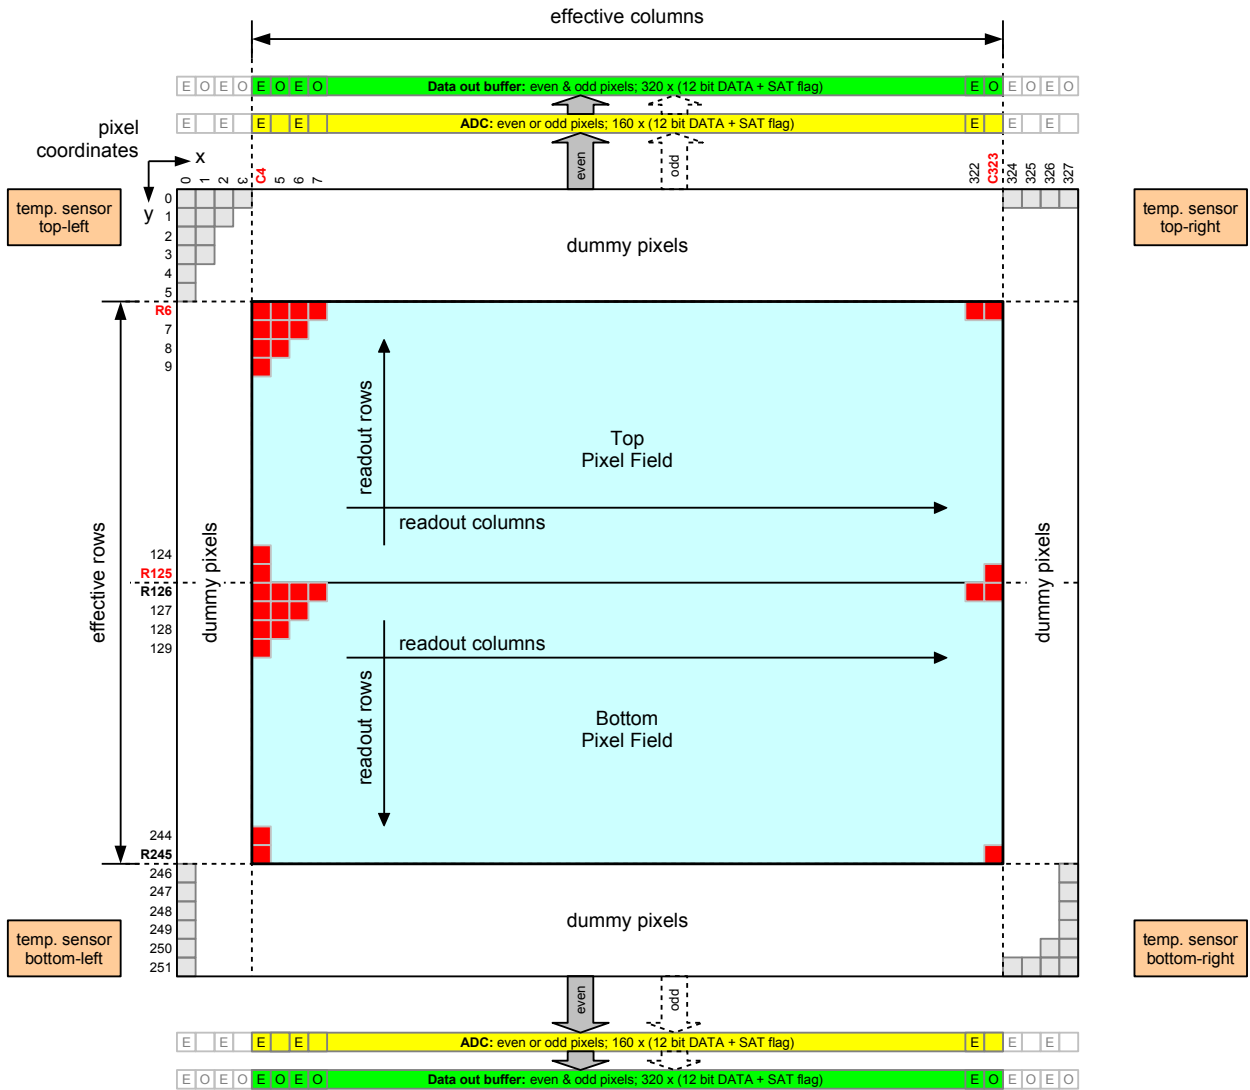 effective columns
E O E O E O E O Data out buffer: even & odd pixels; 320 x (12 bit DATA + SAT flag) E O E O E O
E E E E ADC: even or odd pixels; 160 x (12 bit DATA + SAT flag) E E E
pixel
coordinates
x
y
even
odd
0 1 2 3 C4 5 6 7 322 C323 324 325 326 327
temp. sensor
top-left
temp. sensor
top-right
0
1
2
3
4
5
dummy pixels
R6
7
8
9
readout rows
Top
Pixel Field
readout columns
effective rows
dummy pixels
dummy pixels
124
R125
R126
127
128
129
readout columns
readout rows
Bottom
Pixel Field
244
R245
246
247
248
249
250
251
dummy pixels
temp. sensor
bottom-left
temp. sensor
bottom-right
even
odd
E E E E ADC: even or odd pixels; 160 x (12 bit DATA + SAT flag) E E E
E O E O E O E O Data out buffer: even & odd pixels; 320 x (12 bit DATA + SAT flag) E O E O E O